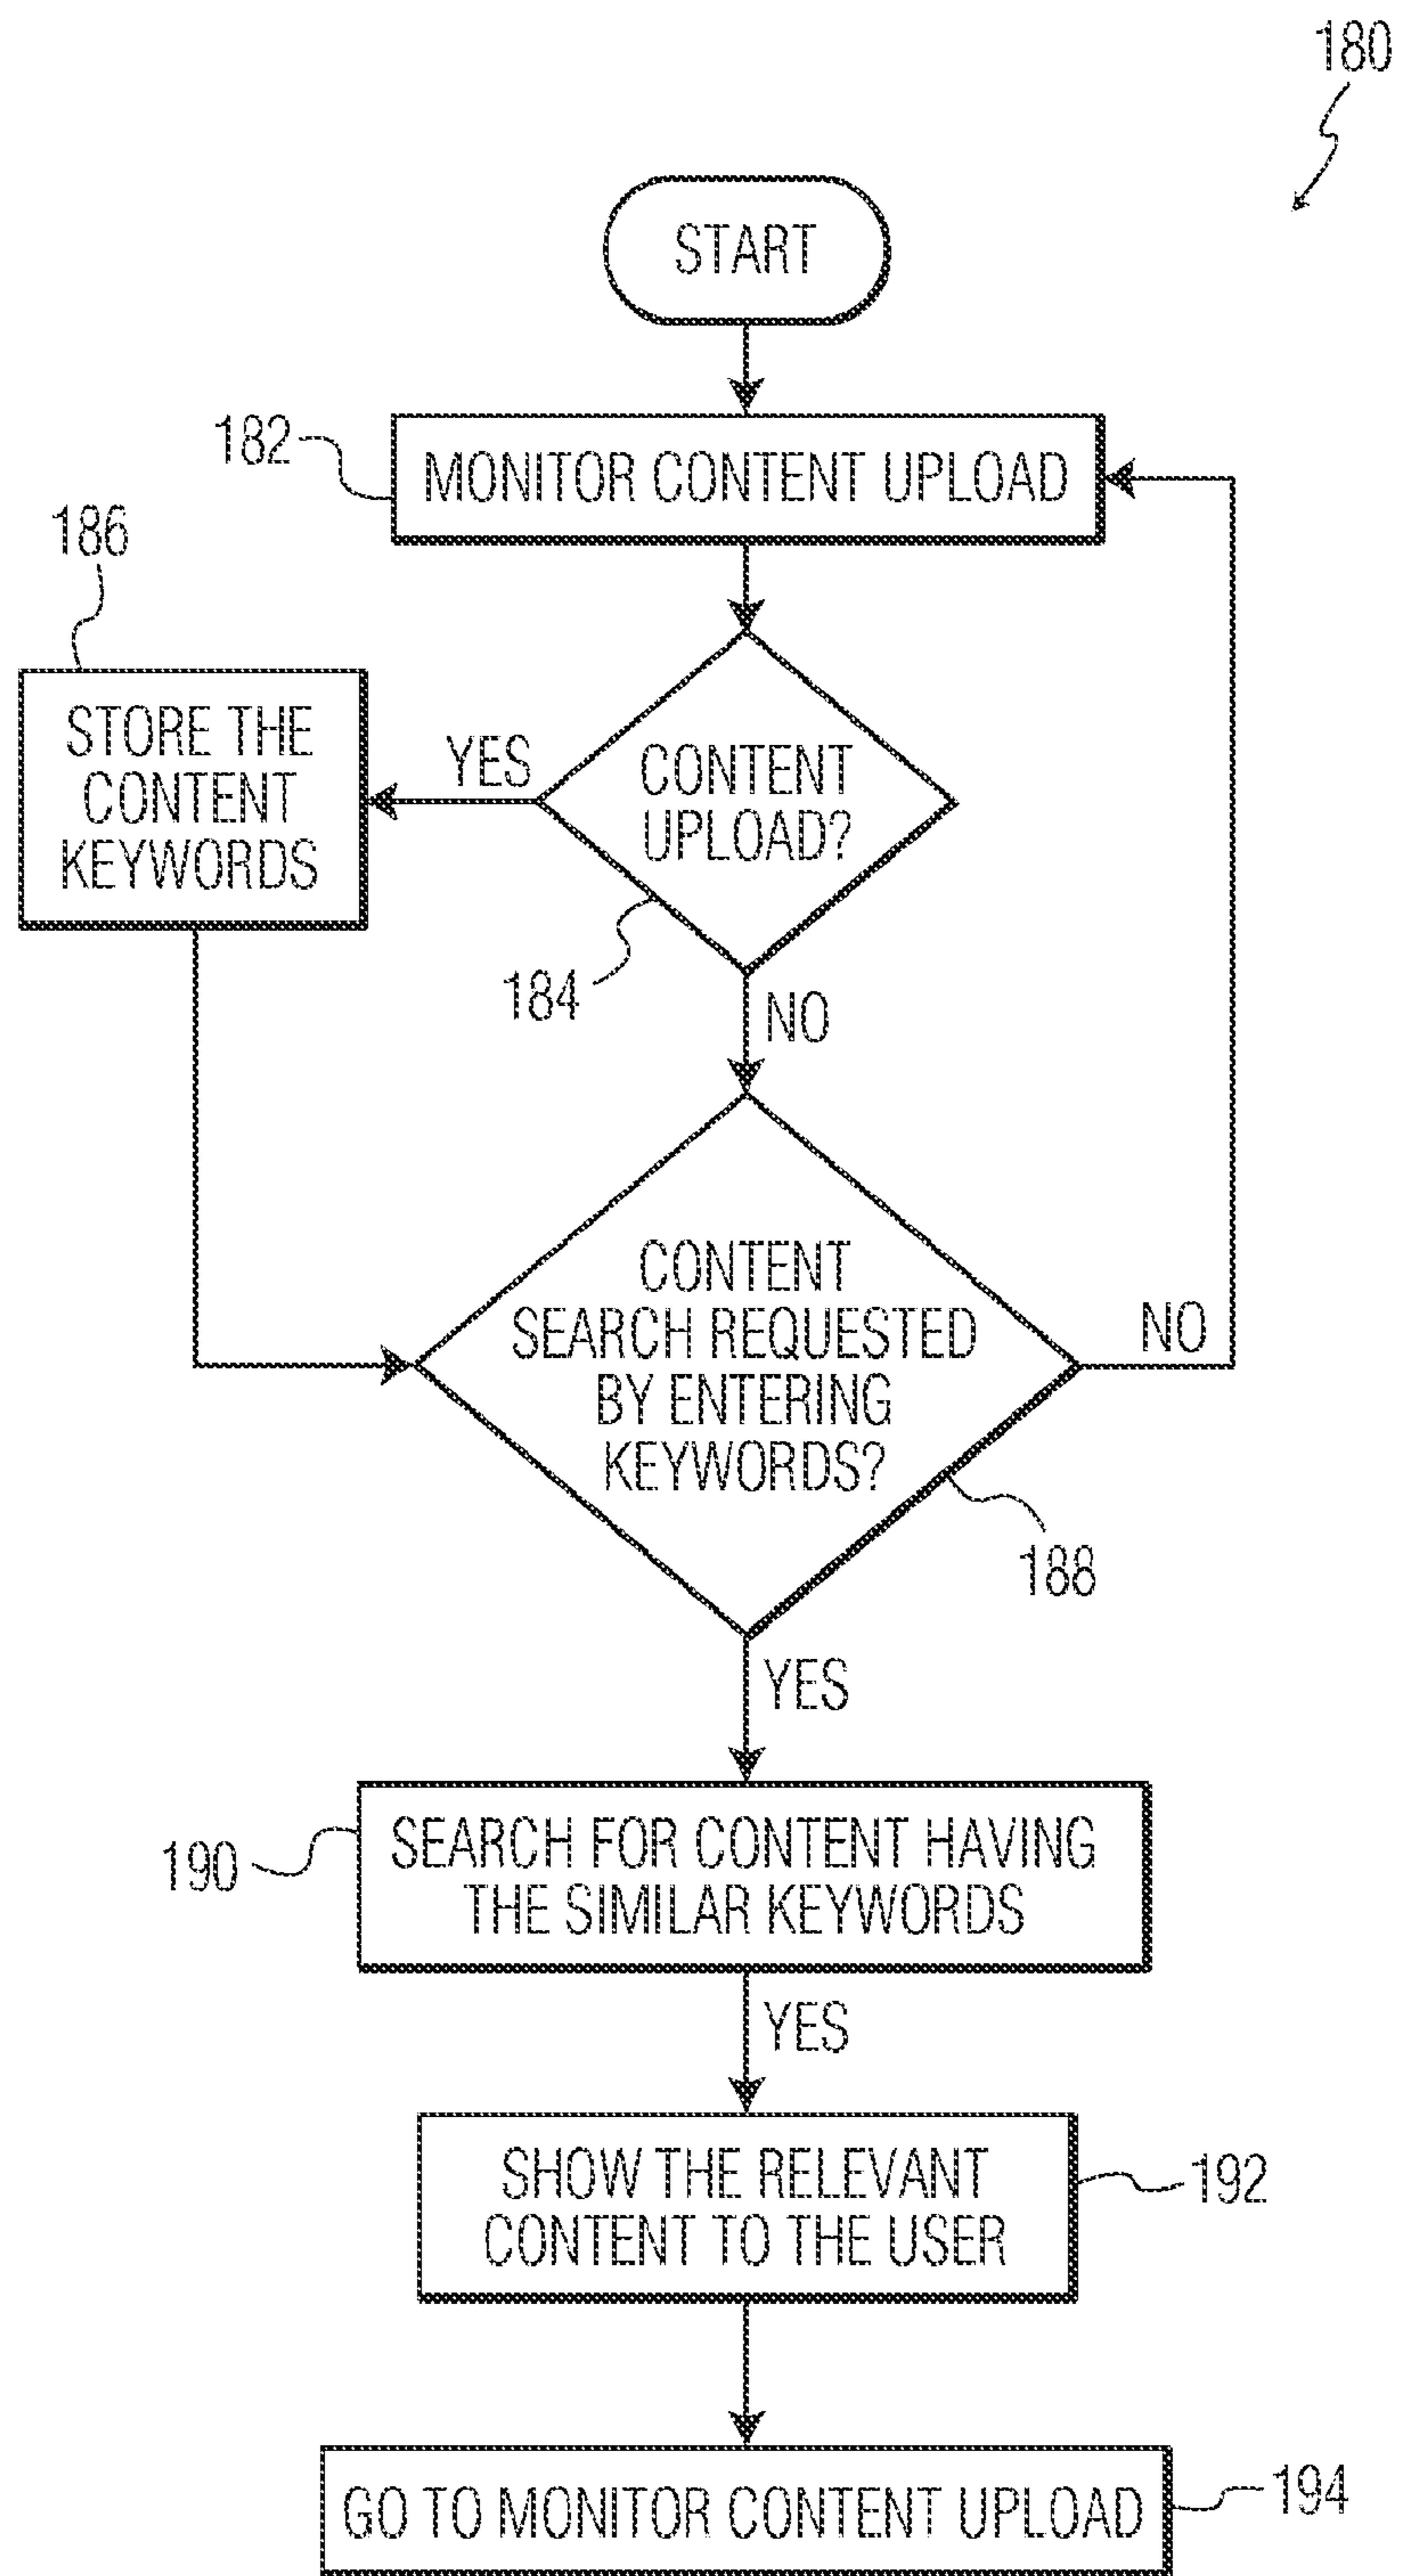 180
START
182
MONITOR CONTENT UPLOAD
186
STORE THE
CONTENT
KEYWORDS
YES
CONTENT
UPLOAD?
184
NO
CONTENT
SEARCH REQUESTED
BY ENTERING
KEYWORDS?
NO
188
YES
190
SEARCH FOR CONTENT HAVING
THE SIMILAR KEYWORDS
YES
SHOW THE RELEVANT
CONTENT TO THE USER
192
GO TO MONITOR CONTENT UPLOAD
194